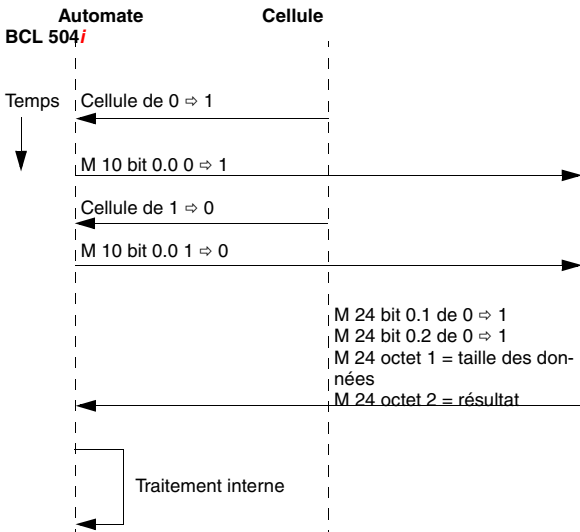 Automate Cellule
BCL 504i
Temps
Cellule de 0 ⇨ 1
M 10 bit 0.0 0 ⇨ 1
Cellule de 1 ⇨ 0
M 10 bit 0.0 1 ⇨ 0
M 24 bit 0.1 de 0 ⇨ 1
M 24 bit 0.2 de 0 ⇨ 1
M 24 octet 1 = taille des don-
nées
M 24 octet 2 = résultat
Traitement interne